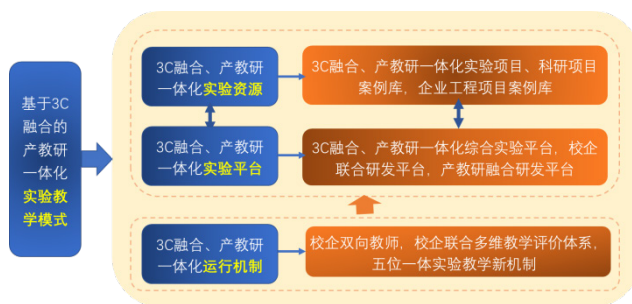 基于3C
融合的
产教研
一体化
实验教
学模式
3C融合、产教研
一体化实验资源
3C融合、产教研一体化实验项目、科研项目
案例库，企业工程项目案例库
3C融合、产教研
一体化实验平台
3C融合、产教研一体化综合实验平台，校企
联合研发平台，产教研融合研发平台
3C融合、产教研
一体化运行机制
校企双向教师，校企联合多维教学评价体系，
五位一体实验教学新机制